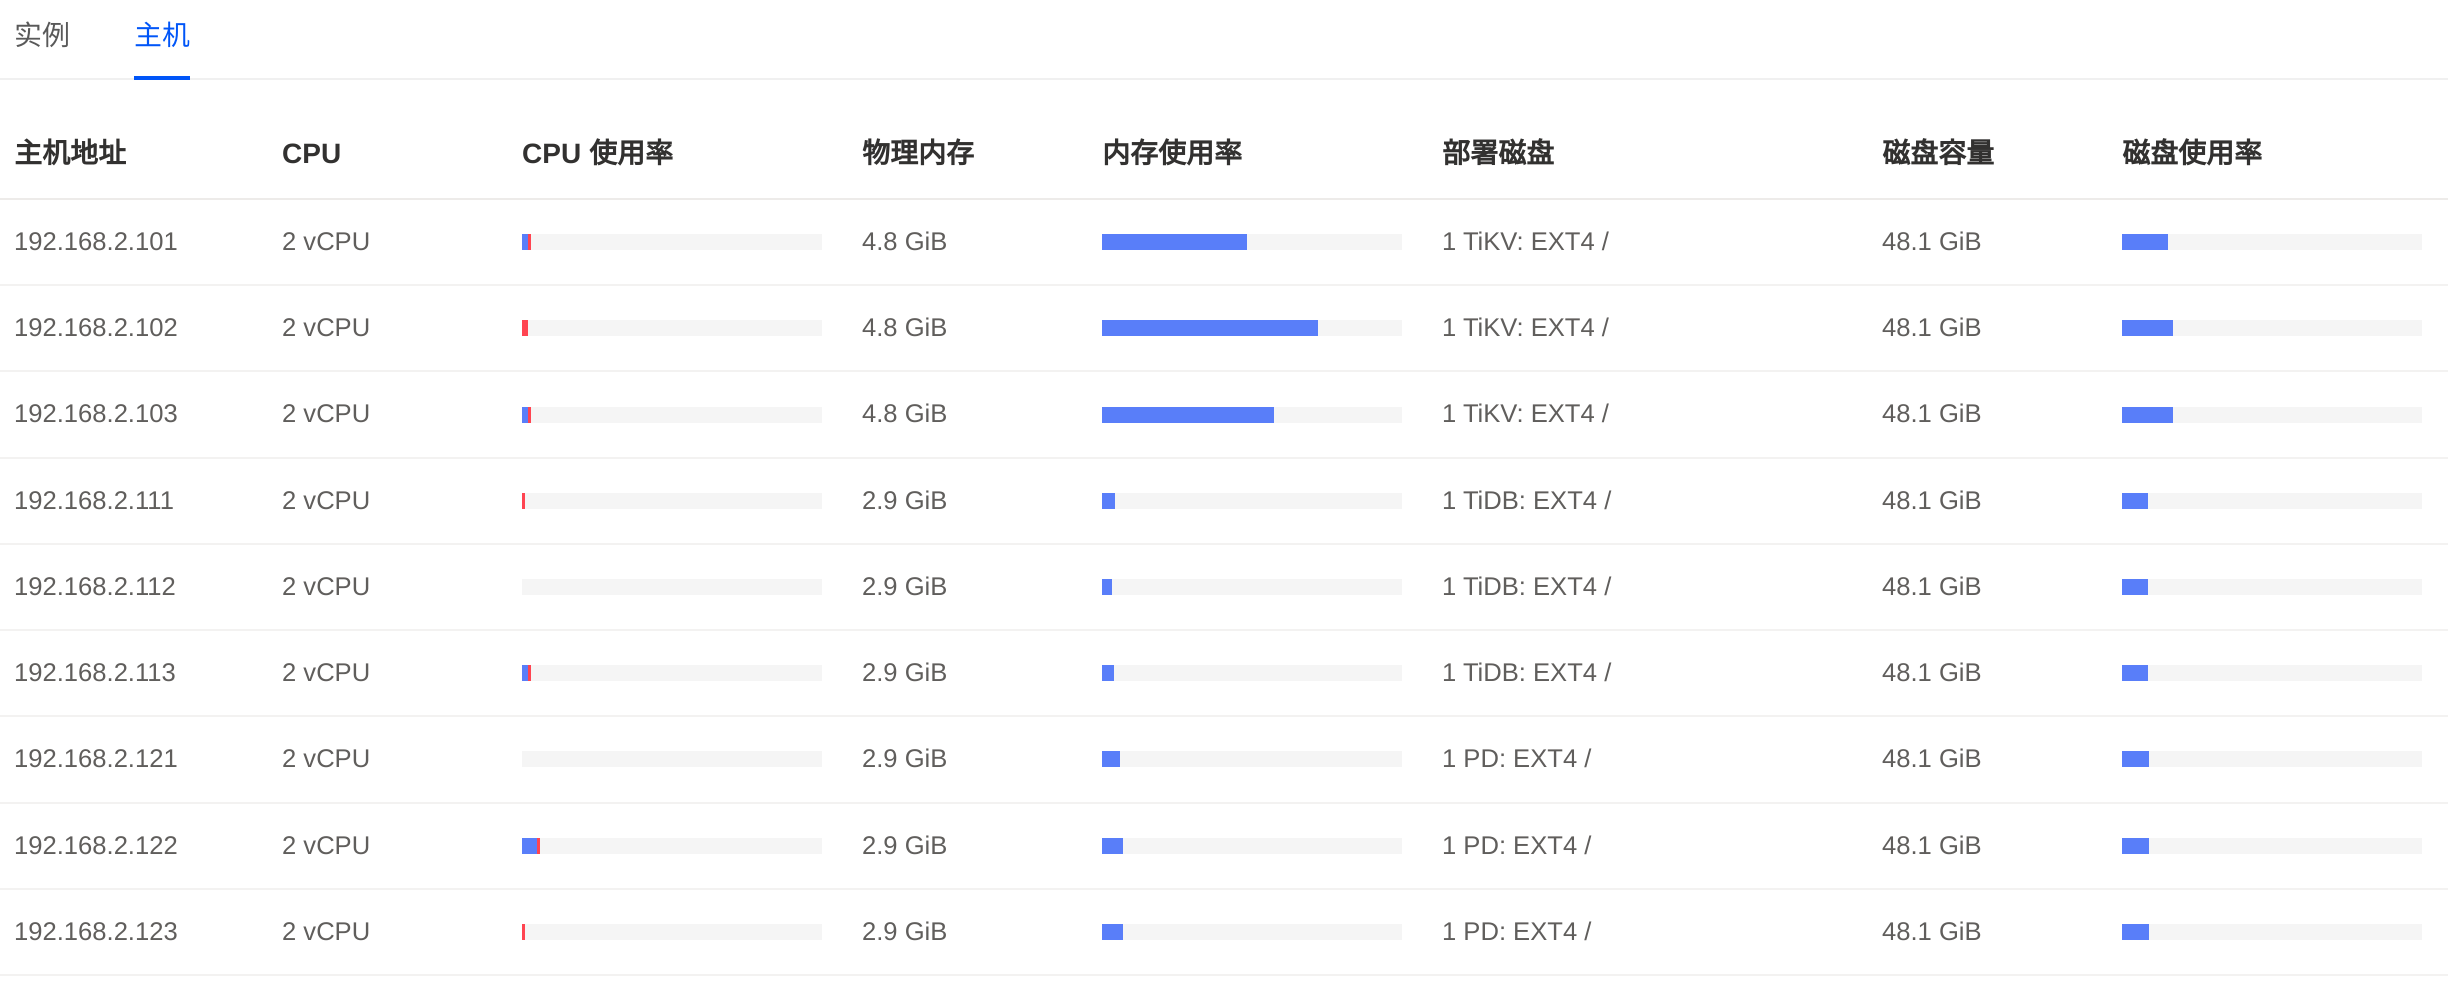 实例 主机
主机地址 CPU CPU 使用率 物理内存 内存使用率 部署磁盘 磁盘容量 磁盘使用率
192.168.2.101 2 vCPU 4.8 GiB 1 TiKV: EXT4 / 48.1 GiB
192.168.2.102 2 vCPU 4.8 GiB 1 TiKV: EXT4 / 48.1 GiB
192.168.2.103 2 vCPU 4.8 GiB 1 TiKV: EXT4 / 48.1 GiB
192.168.2.111 2 vCPU 2.9 GiB 1 TiDB: EXT4 / 48.1 GiB
192.168.2.112 2 vCPU 2.9 GiB 1 TiDB: EXT4 / 48.1 GiB
192.168.2.113 2 vCPU 2.9 GiB 1 TiDB: EXT4 / 48.1 GiB
192.168.2.121 2 vCPU 2.9 GiB 1 PD: EXT4 / 48.1 GiB
192.168.2.122 2 vCPU 2.9 GiB 1 PD: EXT4 / 48.1 GiB
192.168.2.123 2 vCPU 2.9 GiB 1 PD: EXT4 / 48.1 GiB